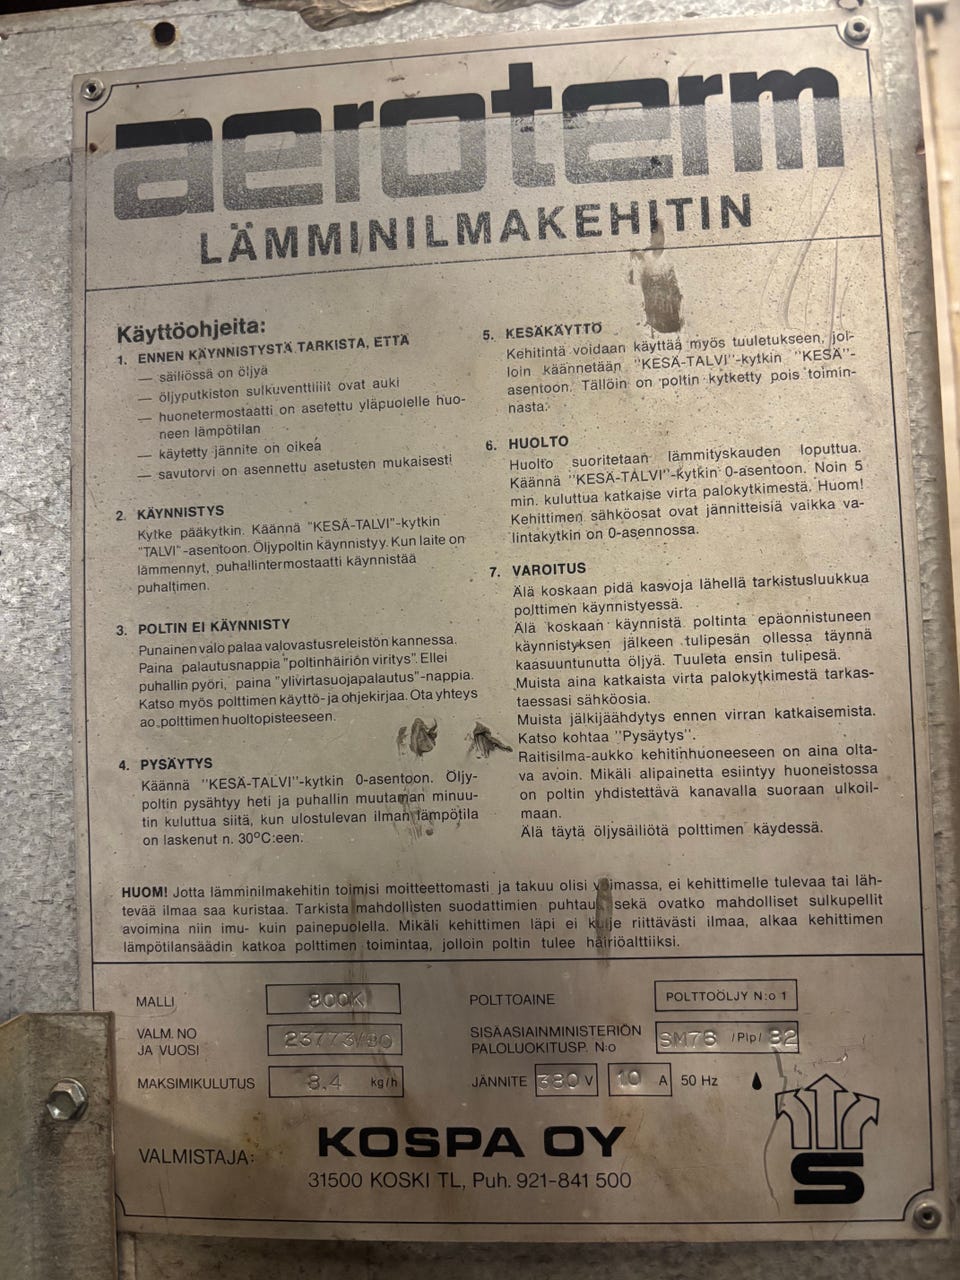 aeroterm
LÄMMINILMAKEHITIN
Käyttöohjeita:
1. ENNEN KÄYNNISTYSTÄ TARKISTA, ETTÄ
— säiliössä on öljyä
— öljyputkiston sulkuventtiilit ovat auki
— huonetermostaatti on asetettu yläpuolelle huo-
neen lämpötilan
— käytetty jännite on oikea
— savutorvi on asennettu asetusten mukaisesti
2. KÄYNNISTYS
Kytke pääkytkin. Käännä "KESÄ-TALVI"-kytkin
"TALVI"-asentoon. Öljypoltin käynnistyy. Kun laite on
lämmennyt, puhallintermostaatti käynnistää
puhaltimen.
3. POLTIN EI KÄYNNISTY
Punainen valo palaa valovastusreleistön kannessa.
Paina palautusnappia "poltinhäiriön viritys". Ellei
puhallin pyöri, paina "ylivirtasuojapalautus"-nappia.
Katso myös polttimen käyttö- ja ohjekirjaa. Ota yhteys
ao. polttimen huoltopisteeseen.
4. PYSÄYTYS
Käännä "KESÄ-TALVI"-kytkin 0-asentoon. Öljy-
poltin pysähtyy heti ja puhallin muutaman minuu-
tin kuluttua siitä, kun ulostulevan ilman lämpötila
on laskenut n. 30°C:een.
5. KESÄKÄYTTÖ
Kehitintä voidaan käyttää myös tuuletukseen, jol-
loin käännetään "KESÄ-TALVI"-kytkin "KESÄ"-
asentoon. Tällöin on poltin kytketty pois toimin-
nasta.
6. HUOLTO
Huolto suoritetaan lämmityskauden loputtua.
Käännä "KESÄ-TALVI"-kytkin 0-asentoon. Noin 5
min. kuluttua katkaise virta palokytkimestä. Huom!
Kehittimen sähköosat ovat jännitteisiä vaikka va-
lintakytkin on 0-asennossa.
7. VAROITUS
Älä koskaan pidä kasvoja lähellä tarkistusluukkua
polttimen käynnistyessä.
Älä koskaan käynnistä poltinta epäonnistuneen
käynnistyksen jälkeen tulipesän ollessa täynnä
kaasuuntunutta öljyä. Tuuleta ensin tulipesä.
Muista aina katkaista virta palokytkimestä tarkas-
taessasi sähköosia.
Muista jälkijäähdytys ennen virran katkaisemista.
Katso kohtaa "Pysäytys".
Raitisilma-aukko kehitinhuoneeseen on aina olta-
va avoin. Mikäli alipainetta esiintyy huoneistossa
on poltin yhdistettävä kanavalla suoraan ulkoil-
maan.
Älä täytä öljysäiliötä polttimen käydessä.
HUOM! Jotta lämminilmakehitin toimisi moitteettomasti ja takuu olisi voimassa, ei kehittimelle tulevaa tai läh-
tevää ilmaa saa kuristaa. Tarkista mahdollisten suodattimien puhtaus sekä ovatko mahdolliset sulkupellit
avoimina niin imu- kuin painepuolella. Mikäli kehittimen läpi ei kulje riittävästi ilmaa, alkaa kehittimen
lämpötilansäädin katkoa polttimen toimintaa, jolloin poltin tulee häiriöalttiiksi.
MALLI 800K
VALM. NO
JA VUOSI 23773/90
MAKSIMIKULUTUS 8,4 kg/h
POLTTOAINE POLTTOÖLJY N:o 1
SISÄASIAINMINISTERIÖN
PALOLUOKITUSP. N:o SM76 /Plp/ 82
JÄNNITE 380 V 10 A 50 Hz
S
VALMISTAJA: KOSPA OY
31500 KOSKI TL, Puh. 921-841 500